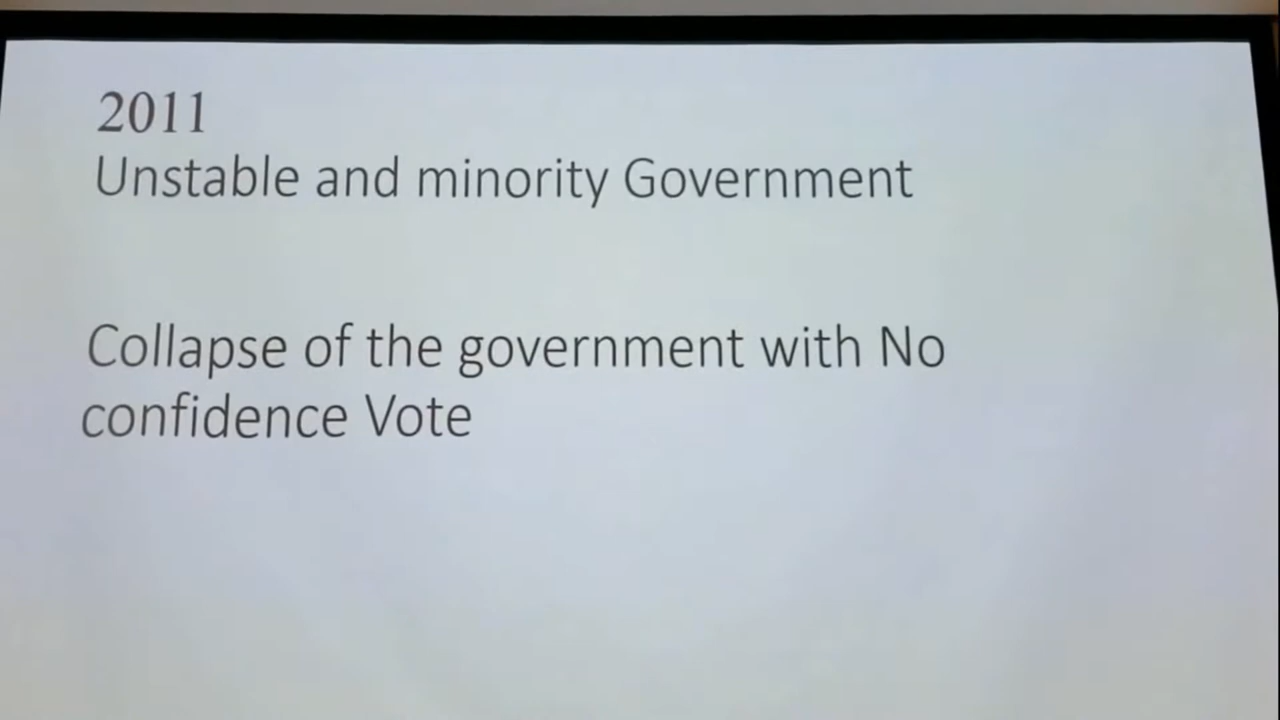 2011
Unstable and minority Government
Collapse of the government with No
confidence Vote